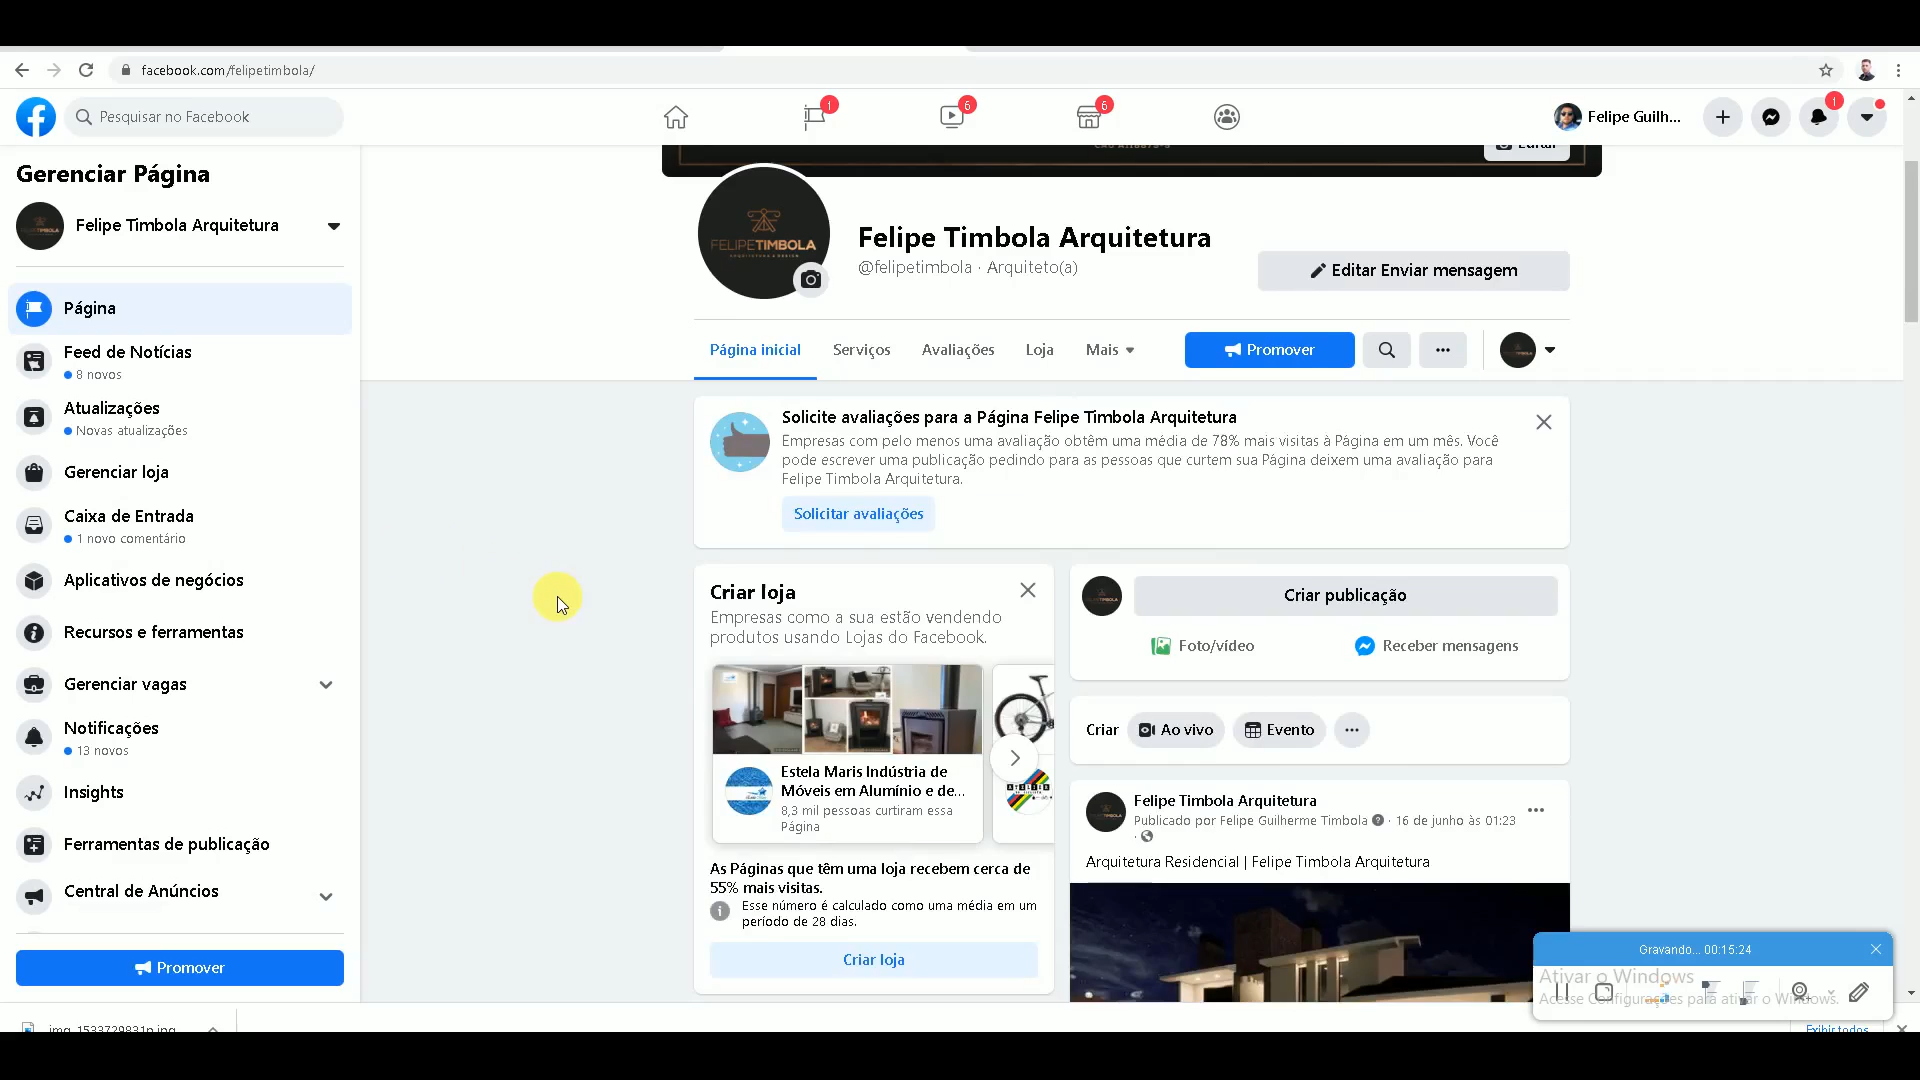 facebook.com/felipetimbola/
Pesquisar no Facebook
1
6
6
Felipe Guilh...
1
Gerenciar Página
Felipe Timbola Arquitetura
Página
Feed de Notícias
8 novos
Atualizações
Novas atualizações
Gerenciar loja
Caixa de Entrada
1 novo comentário
Aplicativos de negócios
Recursos e ferramentas
Gerenciar vagas
Notificações
13 novos
Insights
Ferramentas de publicação
Central de Anúncios
Promover
Editar
FELIPETIMBOLA
ARQUITETURA & DESIGN
Felipe Timbola Arquitetura
@felipetimbola · Arquiteto(a)
Editar Enviar mensagem
Página inicial
Serviços
Avaliações
Loja
Mais
Promover
Solicite avaliações para a Página Felipe Timbola Arquitetura
Empresas com pelo menos uma avaliação obtêm uma média de 78% mais visitas à Página em um mês. Você
pode escrever uma publicação pedindo para as pessoas que curtem sua Página deixem uma avaliação para
Felipe Timbola Arquitetura.
Solicitar avaliações
Criar loja
Empresas como a sua estão vendendo
produtos usando Lojas do Facebook.
Estela Maris Indústria de
Móveis em Alumínio e de...
8,3 mil pessoas curtiram essa
Página
As Páginas que têm uma loja recebem cerca de
55% mais visitas.
Esse número é calculado como uma média em um
período de 28 dias.
Criar loja
Criar publicação
Foto/vídeo
Receber mensagens
Criar
Ao vivo
Evento
Felipe Timbola Arquitetura
Publicado por Felipe Guilherme Timbola · 16 de junho às 01:23
·
Arquitetura Residencial | Felipe Timbola Arquitetura
Gravando... 00:15:24
Ativar o Windows
Acesse Configurações para ativar o Windows.
img_1533729831n.jpg
Exibir todos